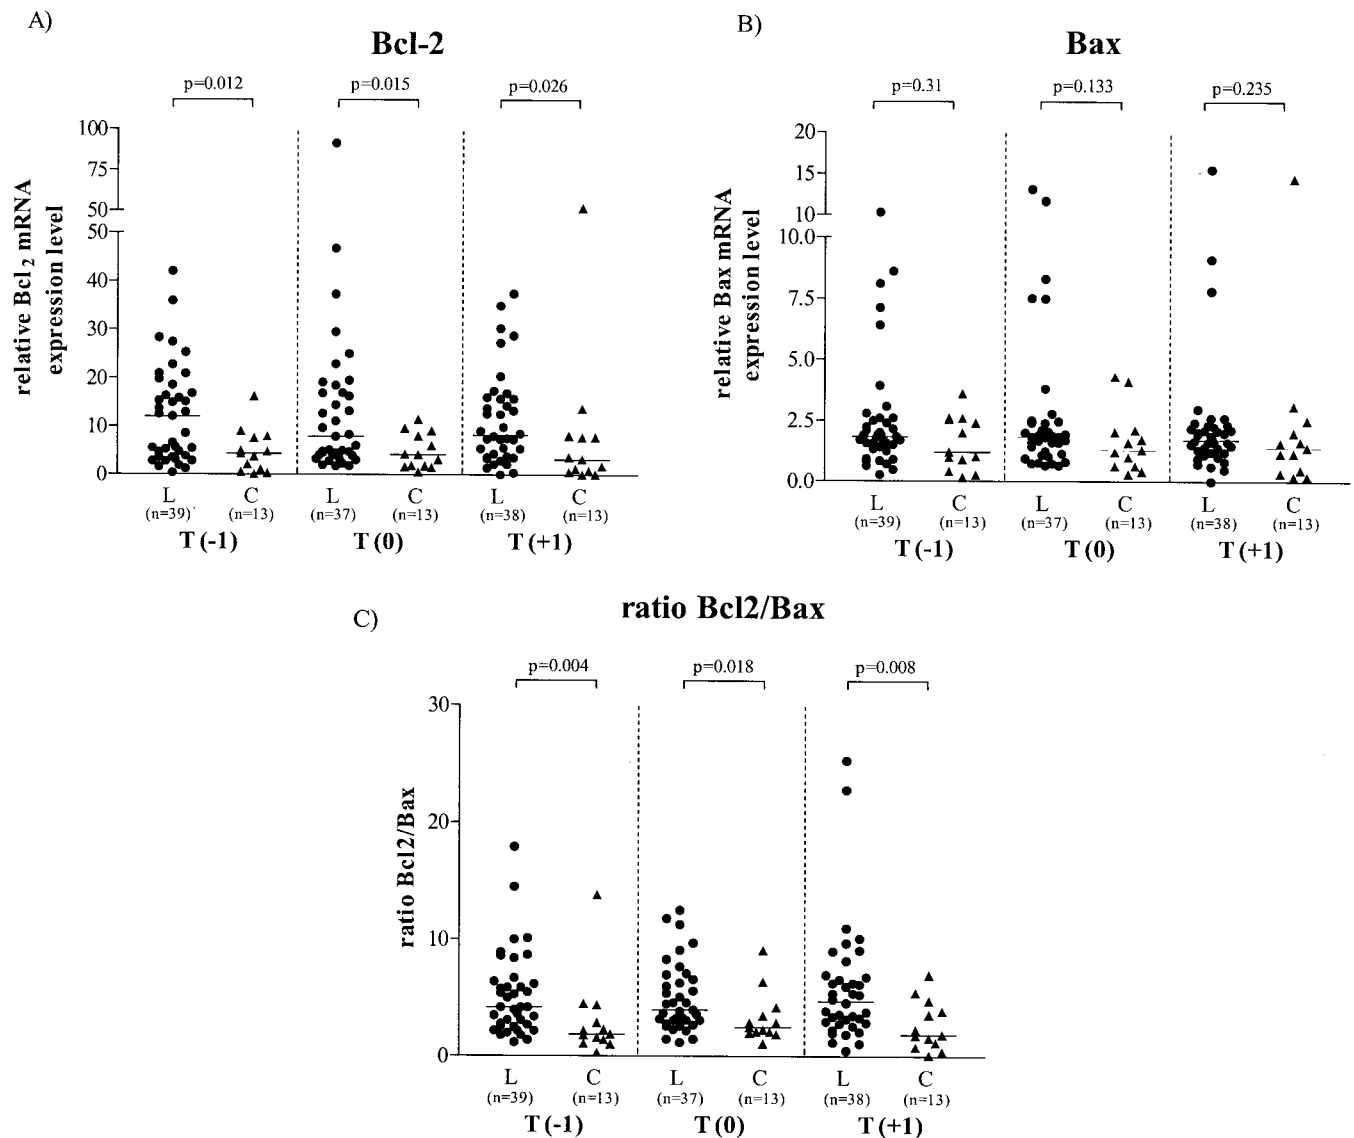 A)
Bcl-2
p=0.012 p=0.015 p=0.026
relative Bcl2 mRNA
expression level
100
75
50
50
40
30
20
10
0
L C L C L C
(n=39) (n=13) (n=37) (n=13) (n=38) (n=13)
T (-1) T (0) T (+1)
B)
Bax
p=0.31 p=0.133 p=0.235
relative Bax mRNA
expression level
20
15
10
10.0
7.5
5.0
2.5
0.0
L C L C L C
(n=39) (n=13) (n=37) (n=13) (n=38) (n=13)
T (-1) T (0) T (+1)
C)
ratio Bcl2/Bax
p=0.004 p=0.018 p=0.008
ratio Bcl2/Bax
30
20
10
0
L C L C L C
(n=39) (n=13) (n=37) (n=13) (n=38) (n=13)
T (-1) T (0) T (+1)